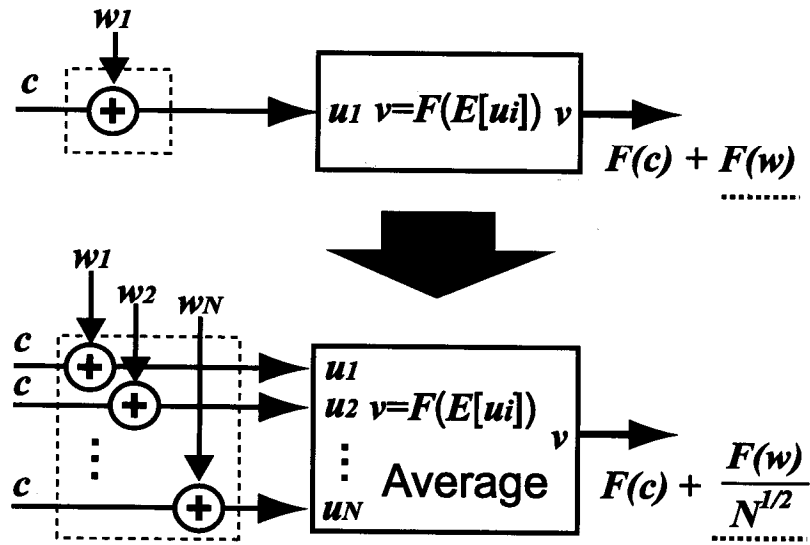 w1
c
+
u1 v=F(E[ui]) v
F(c) + F(w)
w1
w2
wN
c
+
u1
c
+
u2 v=F(E[ui])
v
⋮
⋮
Average
F(c) + F(w)/N^{1/2}
c
+
uN